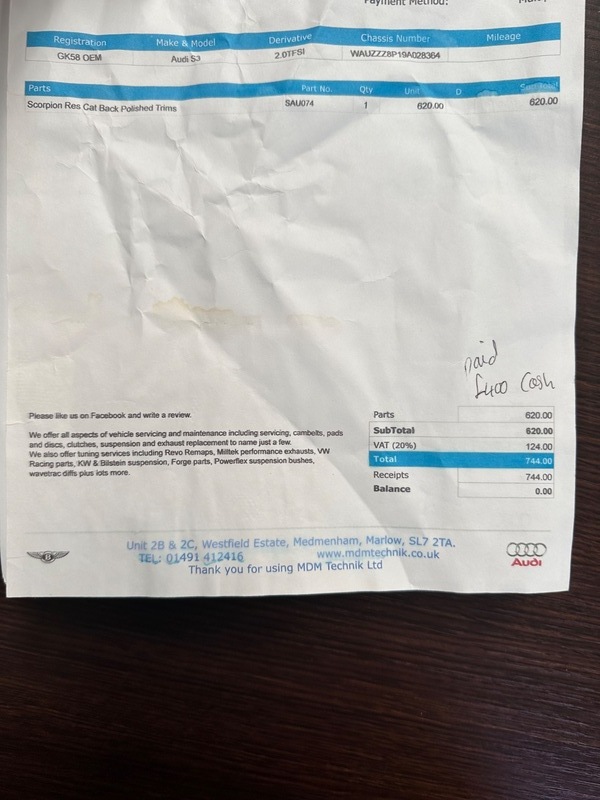 Payment Method:
Registration Make & Model Derivative Chassis Number Mileage
GK58 OEM Audi S3 2.0TFSI WAUZZZ8P19A028364
Parts Part No. Qty Unit D Sub Total
Scorpion Res Cat Back Polished Trims SAU074 1 620.00 620.00
paid
£400 Cash
Please like us on Facebook and write a review.
We offer all aspects of vehicle servicing and maintenance including servicing, cambelts, pads
and discs, clutches, suspension and exhaust replacement to name just a few.
We also offer tuning services including Revo Remaps, Milltek performance exhausts, VW
Racing parts, KW & Bilstein suspension, Forge parts, Powerflex suspension bushes,
wavetrac diffs plus lots more.
Parts 620.00
SubTotal 620.00
VAT (20%) 124.00
Total 744.00
Receipts 744.00
Balance 0.00
Unit 2B & 2C, Westfield Estate, Medmenham, Marlow, SL7 2TA.
TEL: 01491 412416 www.mdmtechnik.co.uk
Thank you for using MDM Technik Ltd
B
Audi